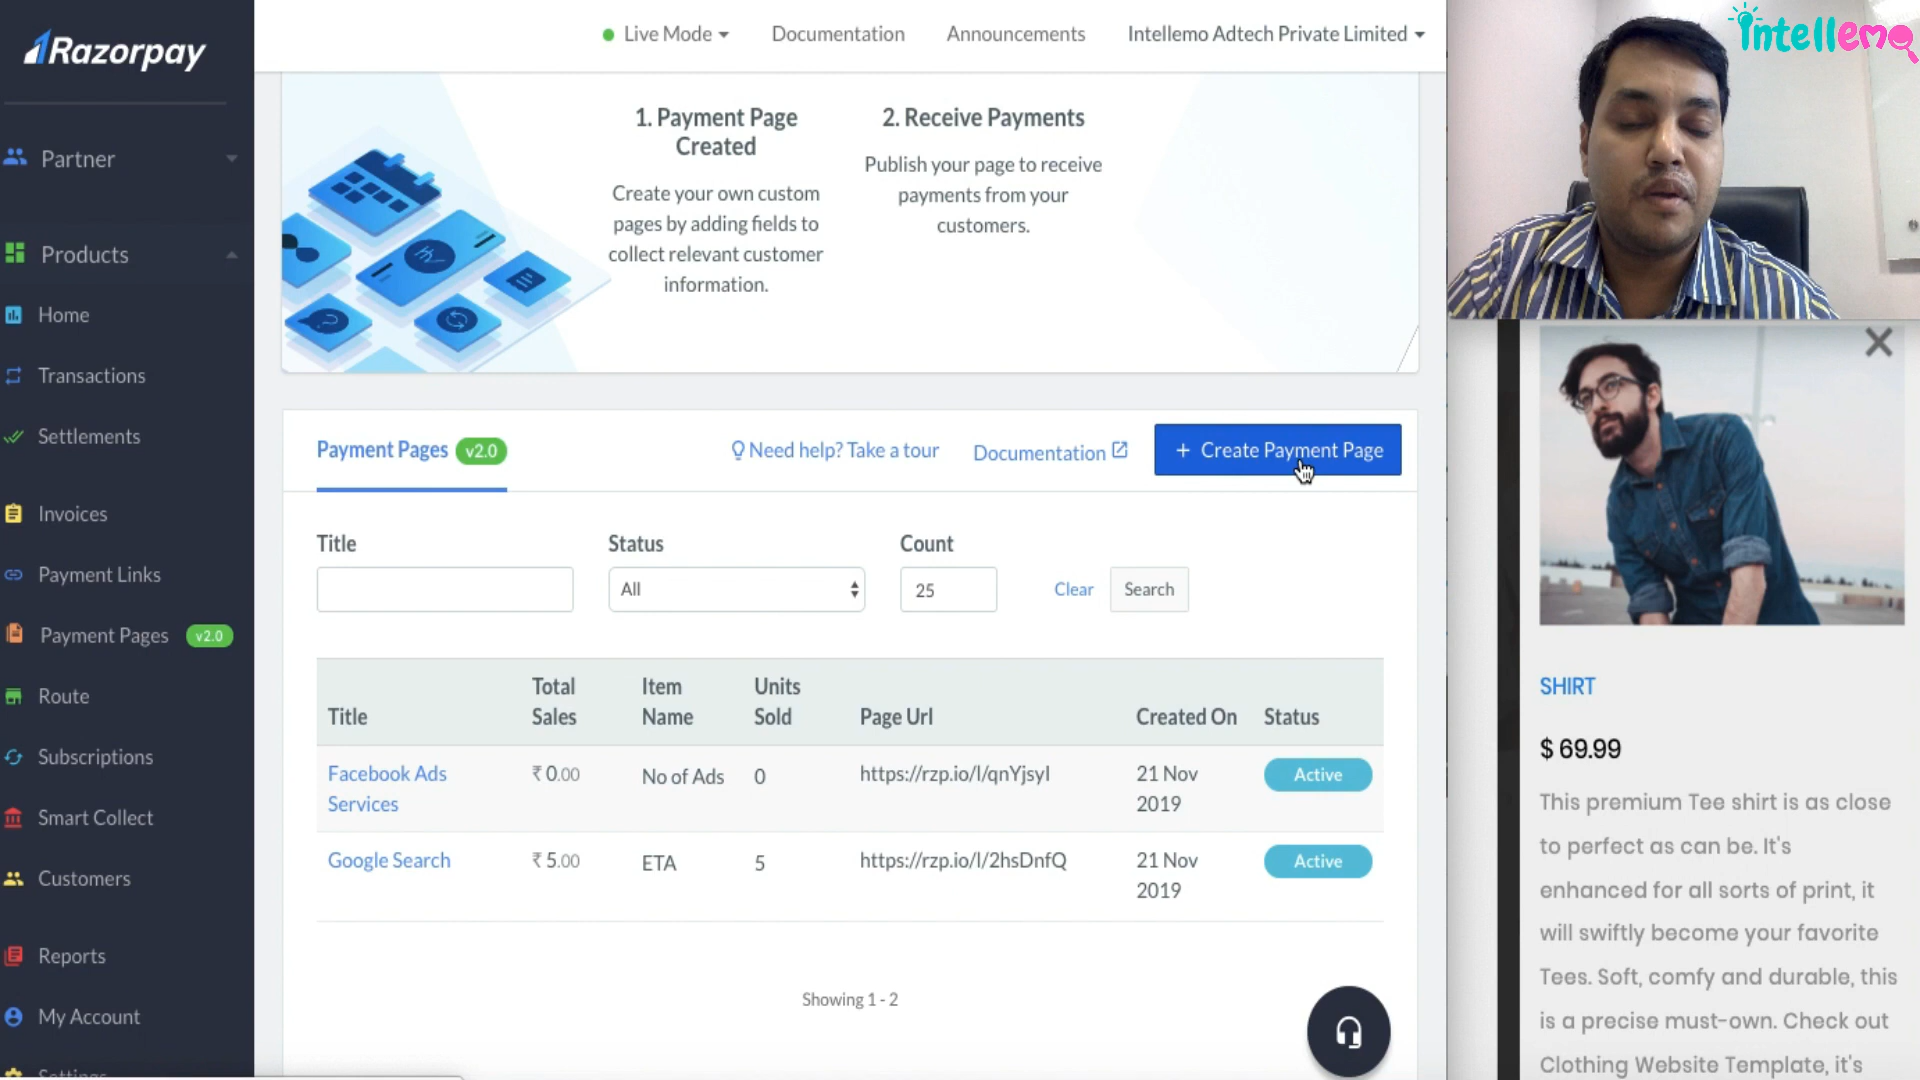 Razorpay
Partner
Products
Home
Transactions
Settlements
Invoices
Payment Links
Payment Pages v2.0
Route
Subscriptions
Smart Collect
Customers
Reports
My Account
Settings
Live Mode
Documentation
Announcements
Intellemo Adtech Private Limited
1. Payment Page
Created
Create your own custom
pages by adding fields to
collect relevant customer
information.
2. Receive Payments
Publish your page to receive
payments from your
customers.
Payment Pages v2.0
Need help? Take a tour
Documentation
+ Create Payment Page
Title
Status
Count
All
25
Clear
Search
Title
Total
Sales
Item
Name
Units
Sold
Page Url
Created On
Status
Facebook Ads
Services
₹ 0.00
No of Ads
0
https://rzp.io/l/qnYjsyI
21 Nov
2019
Active
Google Search
₹ 5.00
ETA
5
https://rzp.io/l/2hsDnfQ
21 Nov
2019
Active
Showing 1 - 2
intellemo
SHIRT
$ 69.99
This premium Tee shirt is as close
to perfect as can be. It's
enhanced for all sorts of print, it
will swiftly become your favorite
Tees. Soft, comfy and durable, this
is a precise must-own. Check out
Clothing Website Template, it's